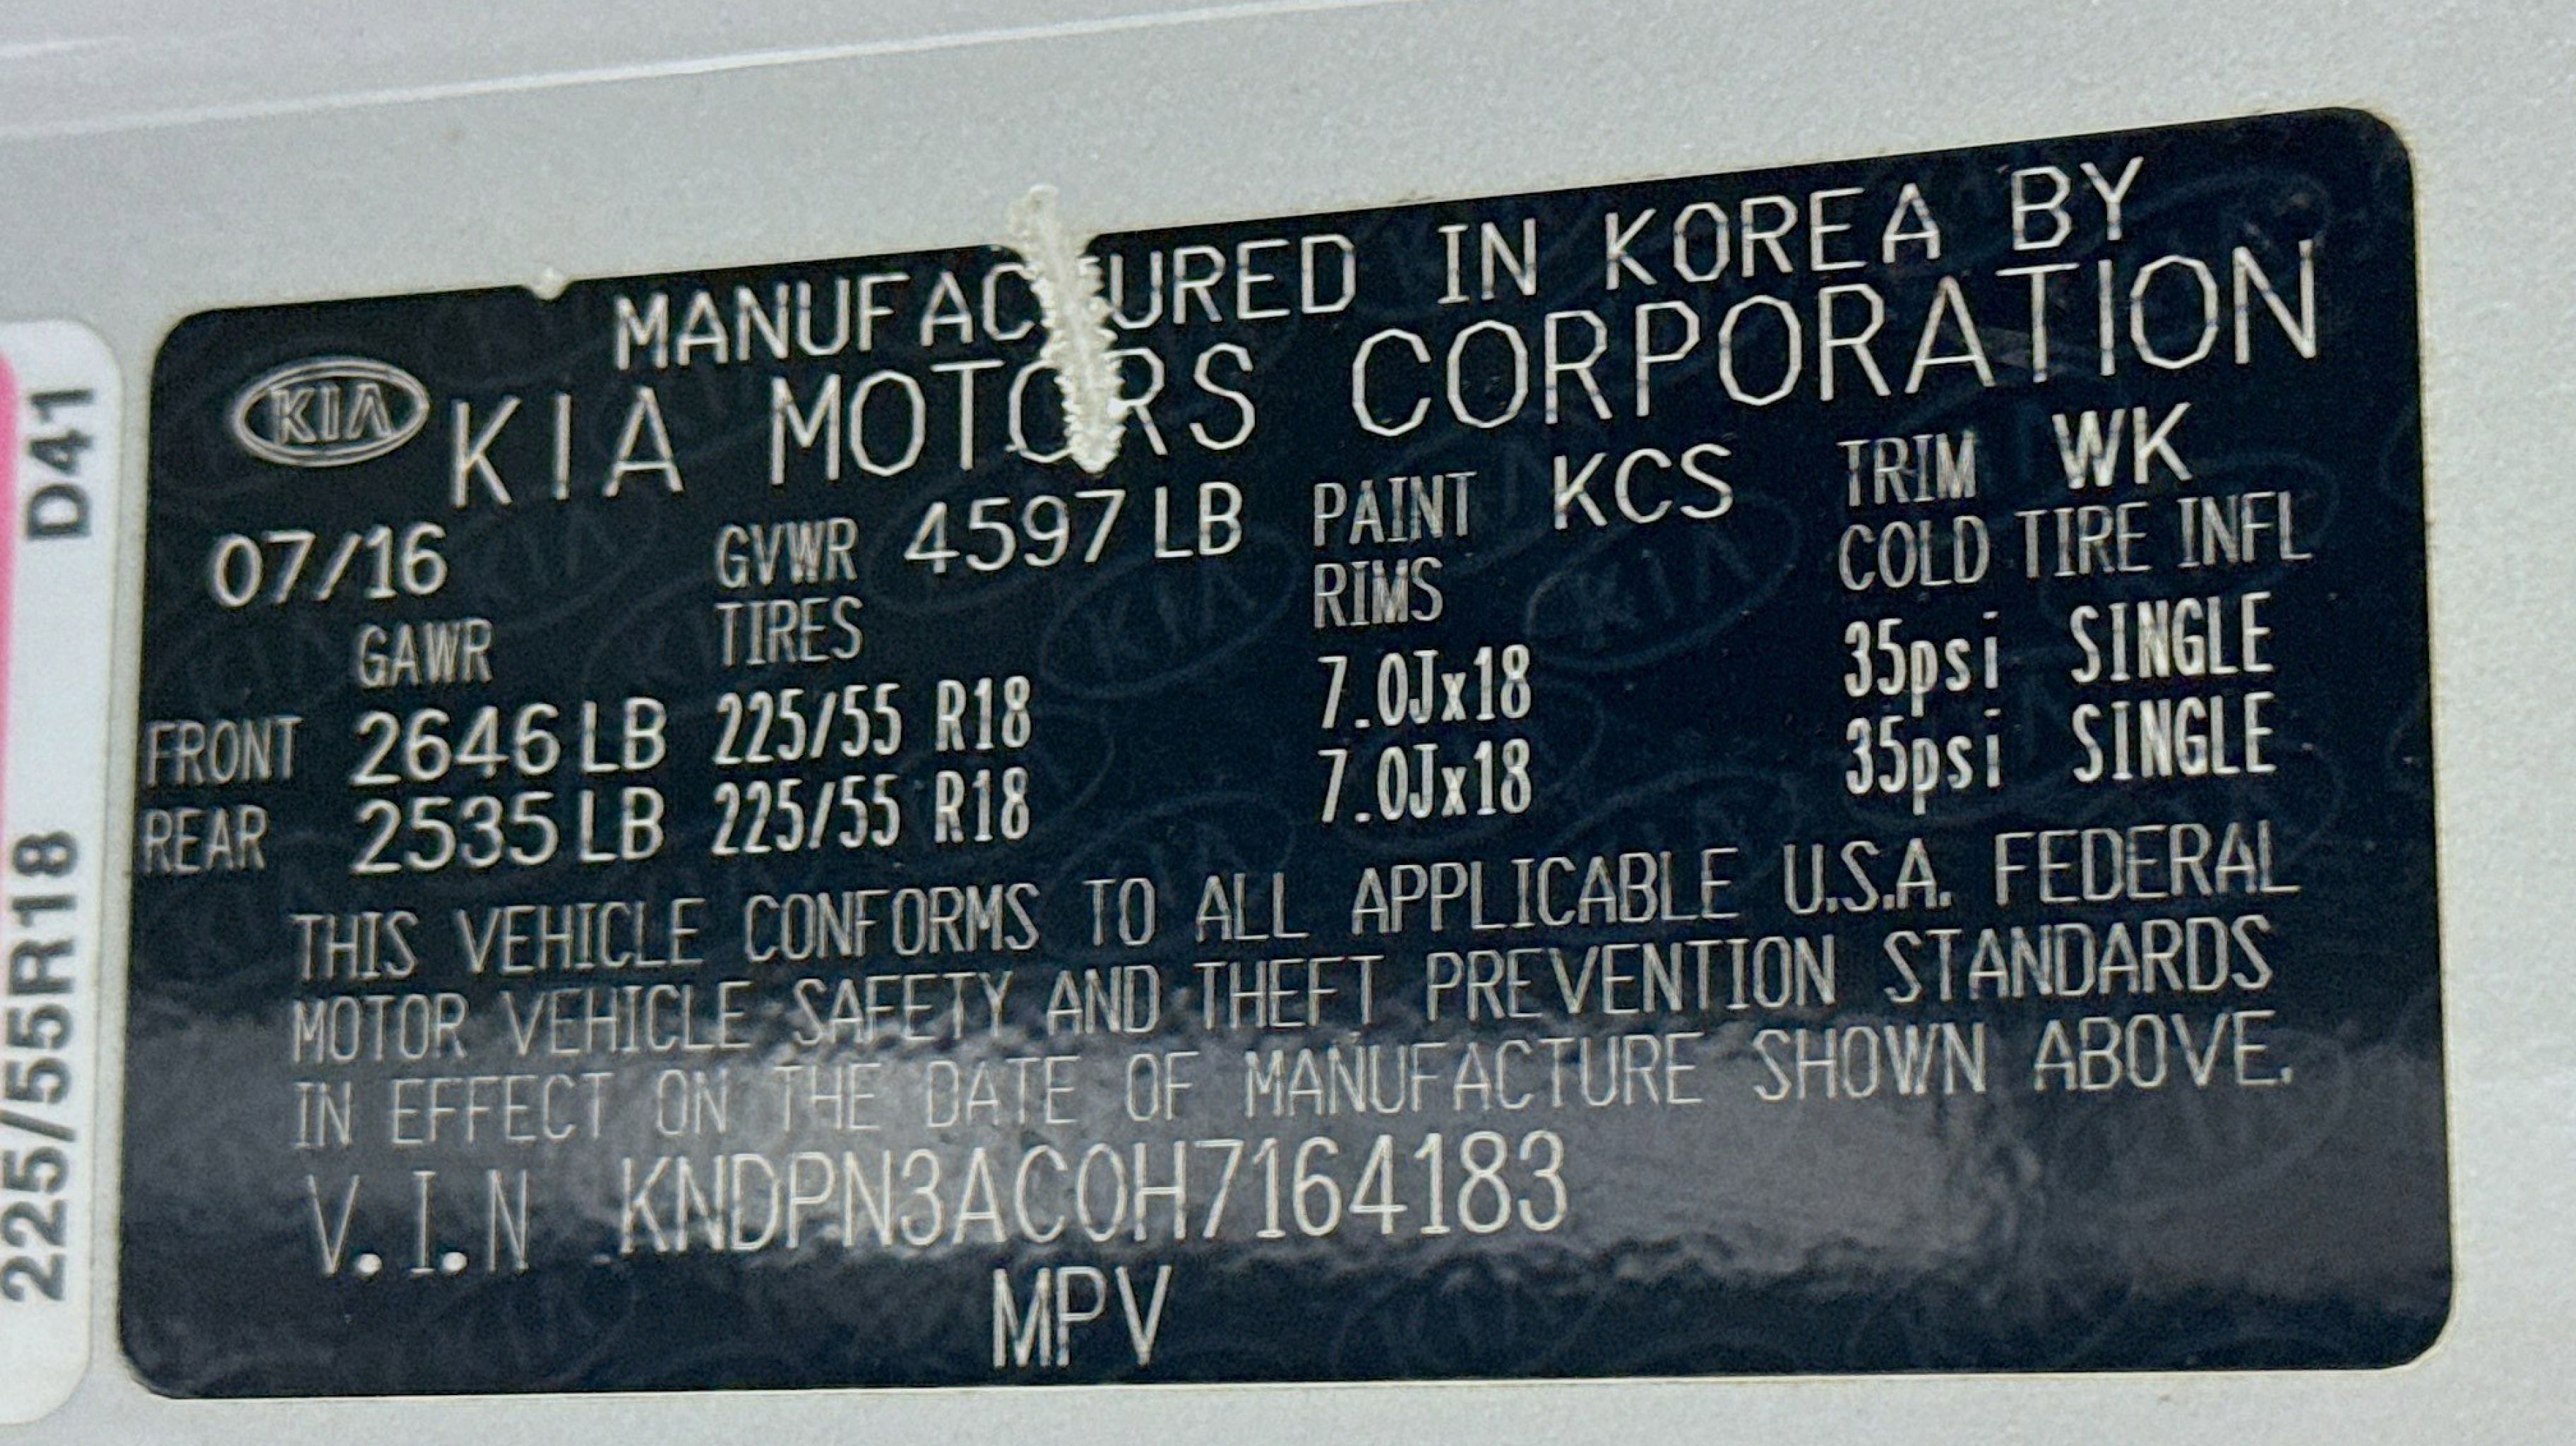 MANUFACTURED IN KOREA BY
KIA KIA MOTORS CORPORATION
07/16 GVWR 4597 LB PAINT KCS TRIM WK
GAWR TIRES RIMS COLD TIRE INFL
FRONT 2646 LB 225/55 R18 7.0Jx18 35psi SINGLE
REAR 2535 LB 225/55 R18 7.0Jx18 35psi SINGLE
THIS VEHICLE CONFORMS TO ALL APPLICABLE U.S.A. FEDERAL
MOTOR VEHICLE SAFETY AND THEFT PREVENTION STANDARDS
IN EFFECT ON THE DATE OF MANUFACTURE SHOWN ABOVE.
V.I.N KNDPN3AC0H7164183
MPV
225/55R18 D41